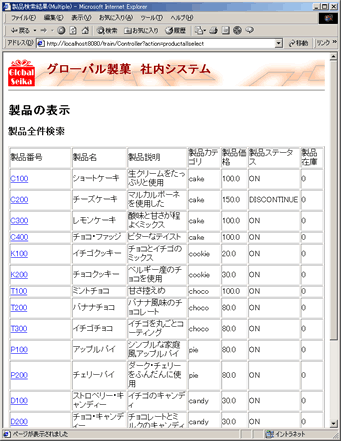 製品検索結果(Multiple) - Microsoft Internet Explorer
ファイル(F) 編集(E) 表示(V) お気に入り(A) ツール(T) ヘルプ(H)
戻る 検索 お気に入り 履歴
アドレス(D) http://localhost:8080/train/Controller?action=productallselect 移動 リンク
Global Seika
グローバル製菓 社内システム
製品の表示
製品全件検索
製品番号 製品名 製品説明 製品カテゴリ 製品価格 製品ステータス 製品在庫
C100 ショートケーキ 生クリームをたっぷりと使用 cake 100.0 ON 0
C200 チーズケーキ マルカルポーネを使用した cake 150.0 DISCONTINUE 0
C300 レモンケーキ 酸味と甘さが程よくミックス cake 100.0 ON 0
C400 チョコ・ファッジ ビターなテイスト cake 100.0 ON 0
K100 イチゴクッキー チョコとイチゴのミックス cookie 20.0 ON 0
K200 チョコクッキー ベルギー産のチョコを使用 cookie 30.0 ON 0
T100 ミントチョコ 甘さ控えめ choco 100.0 ON 0
T200 バナナチョコ バナナ風味のチョコレート choco 80.0 ON 0
T300 イチゴチョコ イチゴを丸ごとコーティング choco 80.0 ON 0
P100 アップルパイ シンプルな家庭風アップルパイ pie 80.0 ON 0
P200 チェリーパイ ダーク・チェリーをふんだんに使用 pie 80.0 ON 0
D100 ストロベリー・キャンディー イチゴのキャンディ candy 30.0 ON 0
D200 チョコ・キャンディー チョコレートとミルクのキャンデ candy 30.0 ON 0
ページが表示されました イントラネット